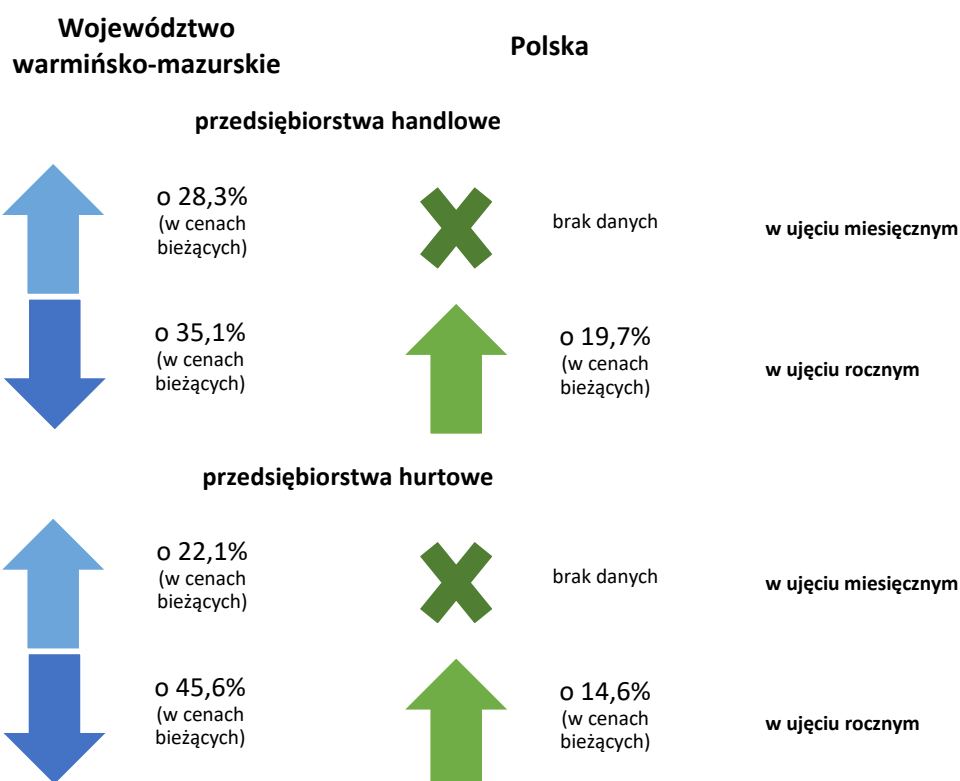 Województwo
warmińsko-mazurskie
Polska
przedsiębiorstwa handlowe
o 28,3%
(w cenach
bieżących)
brak danych
w ujęciu miesięcznym
o 35,1%
(w cenach
bieżących)
o 19,7%
(w cenach
bieżących)
w ujęciu rocznym
przedsiębiorstwa hurtowe
o 22,1%
(w cenach
bieżących)
brak danych
w ujęciu miesięcznym
o 45,6%
(w cenach
bieżących)
o 14,6%
(w cenach
bieżących)
w ujęciu rocznym